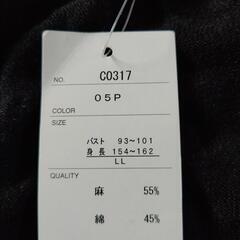 NO. C0317
COLOR
05P
SIZE
バスト 93〜101
身長 154〜162
LL
QUALITY
麻 55%
綿 45%